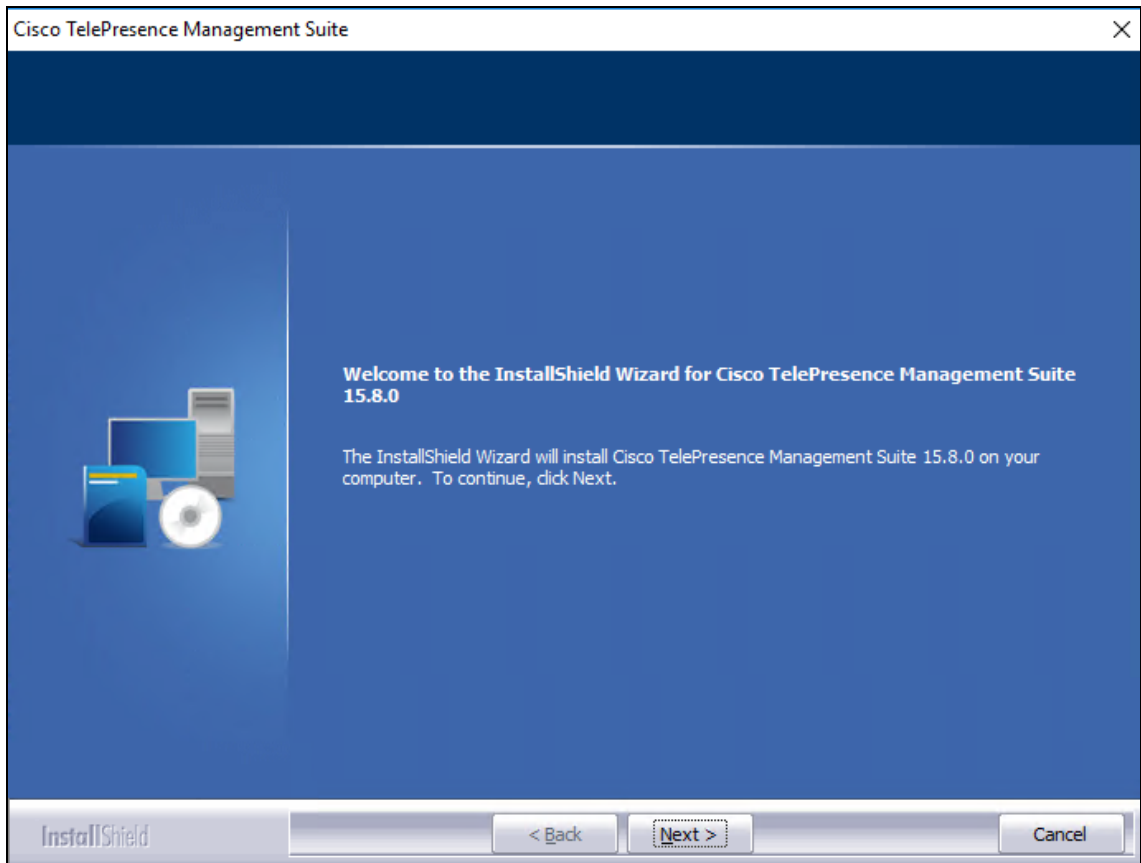 Cisco TelePresence Management Suite
Welcome to the InstallShield Wizard for Cisco TelePresence Management Suite
15.8.0
The InstallShield Wizard will install Cisco TelePresence Management Suite 15.8.0 on your
computer. To continue, click Next.
InstallShield
< Back
Next >
Cancel